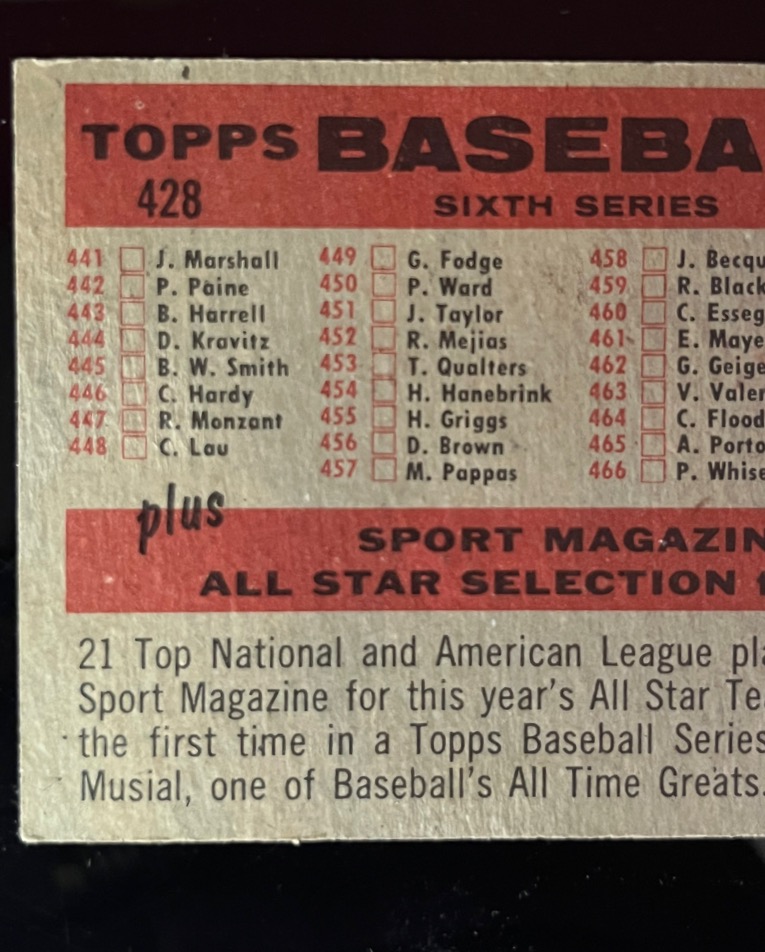 TOPPS BASEBA
428 SIXTH SERIES
441 J. Marshall 449 G. Fodge 458 J. Becqu
442 P. Paine 450 P. Ward 459 R. Black
443 B. Harrell 451 J. Taylor 460 C. Esseg
444 D. Kravitz 452 R. Mejias 461 E. Maye
445 B. W. Smith 453 T. Qualters 462 G. Geige
446 C. Hardy 454 H. Hanebrink 463 V. Valen
447 R. Monzant 455 H. Griggs 464 C. Flood
448 C. Lau 456 D. Brown 465 A. Porto
457 M. Pappas 466 P. Whise
plus
SPORT MAGAZIN
ALL STAR SELECTION f
21 Top National and American League pla
Sport Magazine for this year's All Star Te
the first time in a Topps Baseball Series
Musial, one of Baseball's All Time Greats.